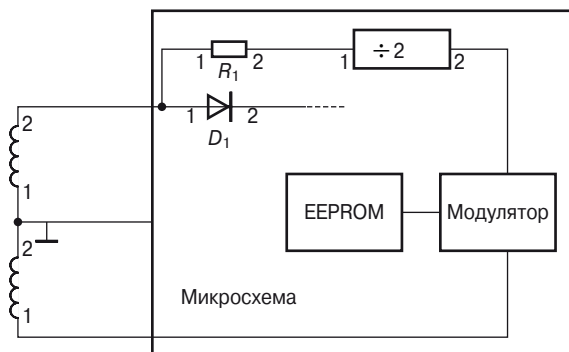 1 2 1 ÷2 2
R1
1 2
D1
2
1
2
1
EEPROM Модулятор
Микросхема